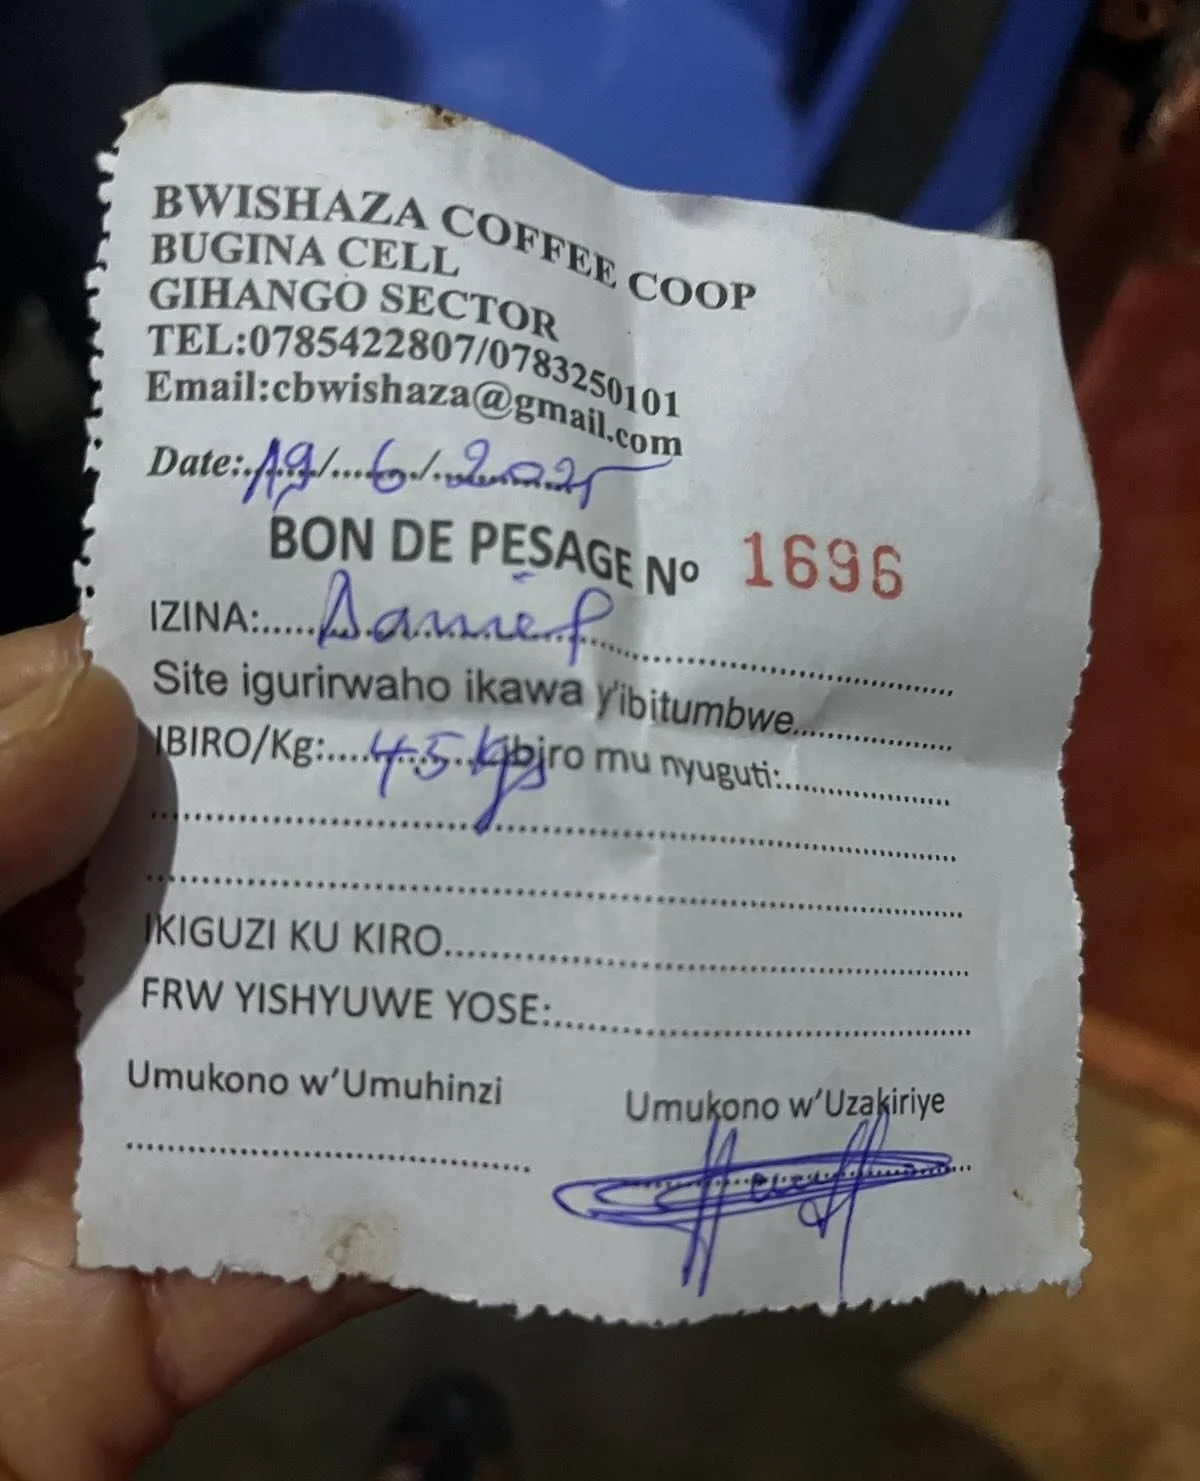 BWISHAZA COFFEE COOP
BUGINA CELL
GIHANGO SECTOR
TEL:0785422807/0783250101
Email:cbwishaza@gmail.com
Date:19/6/2025
BON DE PESAGE Nº 1696
IZINA:......Daniel..............................
Site igurirwaho ikawa y'ibitumbwe....................
IBIRO/Kg:....45 kgs ibiro mu nyuguti:....................
IKIGUZI KU KIRO..................................................
FRW YISHYUWE YOSE:........................................
Umukono w'Umuhinzi Umukono w'Uzakiriye